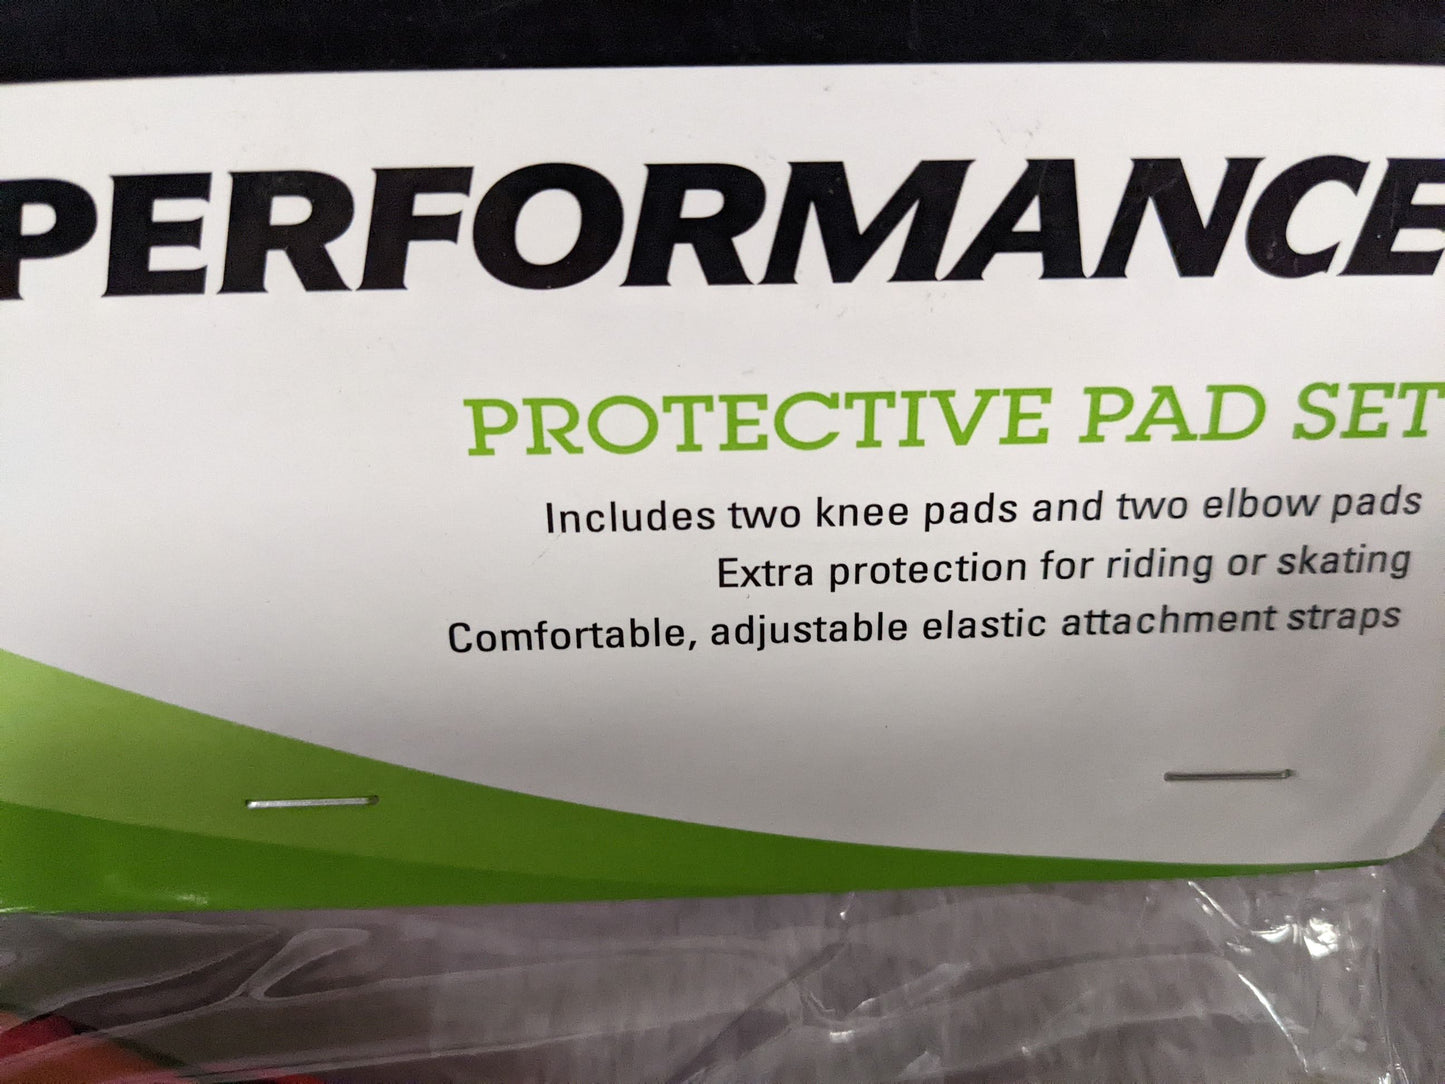 PERFORMANCE
PROTECTIVE PAD SET
Includes two knee pads and two elbow pads
Extra protection for riding or skating
Comfortable, adjustable elastic attachment straps